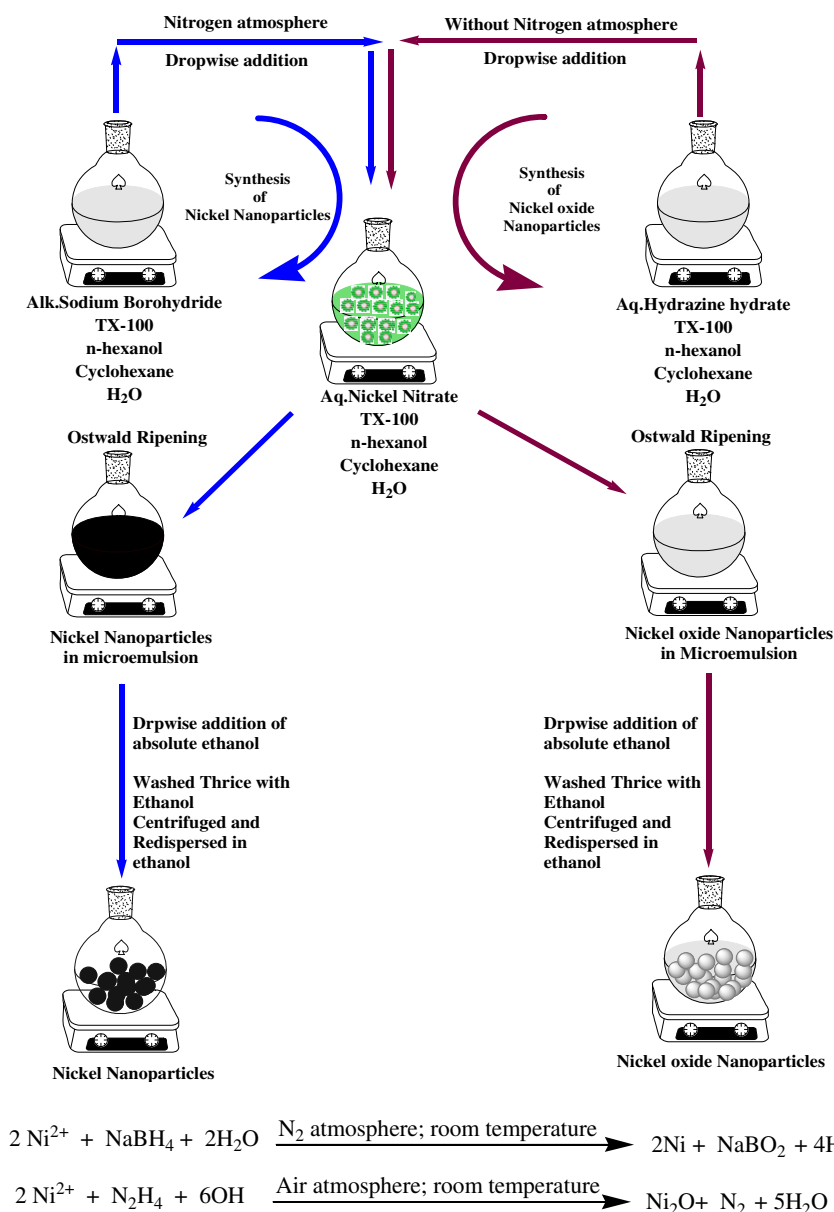 Nitrogen atmosphere
Dropwise addition
Without Nitrogen atmosphere
Dropwise addition
Synthesis
of
Nickel Nanoparticles
Synthesis
of
Nickel oxide
Nanoparticles
Alk.Sodium Borohydride
TX-100
n-hexanol
Cyclohexane
H₂O
Aq.Nickel Nitrate
TX-100
n-hexanol
Cyclohexane
H₂O
Aq.Hydrazine hydrate
TX-100
n-hexanol
Cyclohexane
H₂O
Ostwald Ripening
Nickel Nanoparticles
in microemulsion
Ostwald Ripening
Nickel oxide Nanoparticles
in Microemulsion
Drpwise addition of
absolute ethanol
Washed Thrice with
Ethanol
Centrifuged and
Redispersed in
ethanol
Drpwise addition of
absolute ethanol
Washed Thrice with
Ethanol
Centrifuged and
Redispersed in
ethanol
Nickel Nanoparticles
Nickel oxide Nanoparticles
2 Ni²⁺ + NaBH₄ + 2H₂O N₂ atmosphere; room temperature 2Ni + NaBO₂ + 4H
2 Ni²⁺ + N₂H₄ + 6OH Air atmosphere; room temperature Ni₂O+ N₂ + 5H₂O